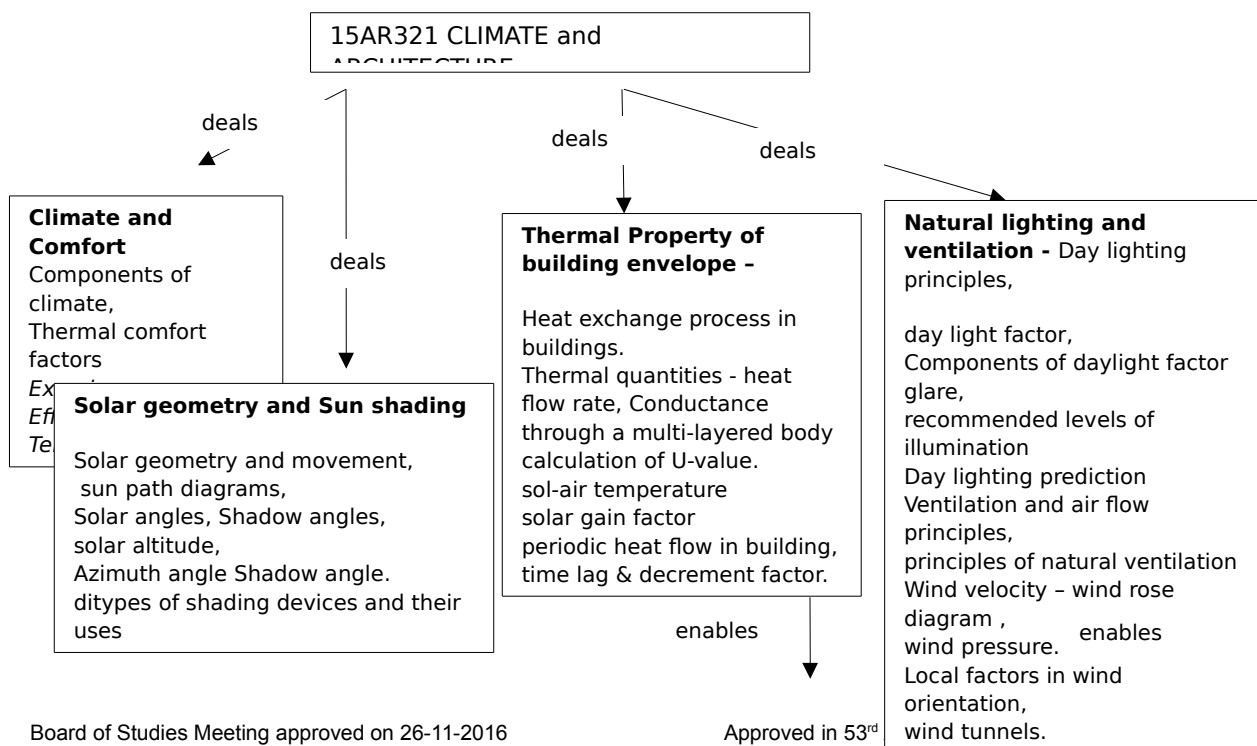 15AR321 CLIMATE and
ARCHITECTURE
deals
deals
deals
deals
Climate and
Comfort
Components of
climate,
Thermal comfort
factors
Solar geometry and Sun shading
Solar geometry and movement,
sun path diagrams,
Solar angles, Shadow angles,
solar altitude,
Azimuth angle Shadow angle.
ditypes of shading devices and their
uses
Thermal Property of
building envelope –
Heat exchange process in
buildings.
Thermal quantities - heat
flow rate, Conductance
through a multi-layered body
calculation of U-value.
sol-air temperature
solar gain factor
periodic heat flow in building,
time lag & decrement factor.
enables
Natural lighting and
ventilation - Day lighting
principles,
day light factor,
Components of daylight factor
glare,
recommended levels of
illumination
Day lighting prediction
Ventilation and air flow
principles,
principles of natural ventilation
Wind velocity – wind rose
diagram ,
wind pressure.
enables
Local factors in wind
orientation,
wind tunnels.
Board of Studies Meeting approved on 26-11-2016
Approved in 53rd